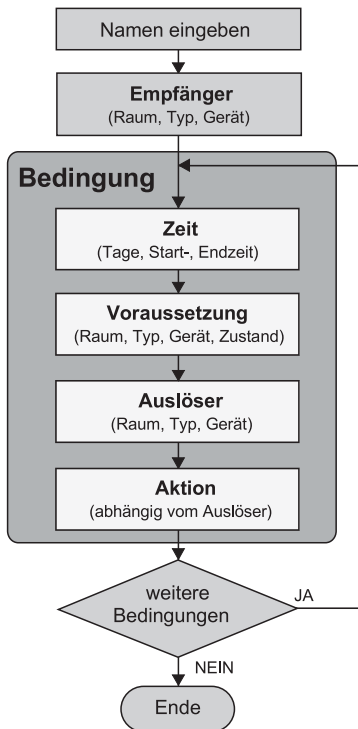 Namen eingeben
Empfänger
(Raum, Typ, Gerät)
Bedingung
Zeit
(Tage, Start-, Endzeit)
Voraussetzung
(Raum, Typ, Gerät, Zustand)
Auslöser
(Raum, Typ, Gerät)
Aktion
(abhängig vom Auslöser)
weitere
Bedingungen
JA
NEIN
Ende